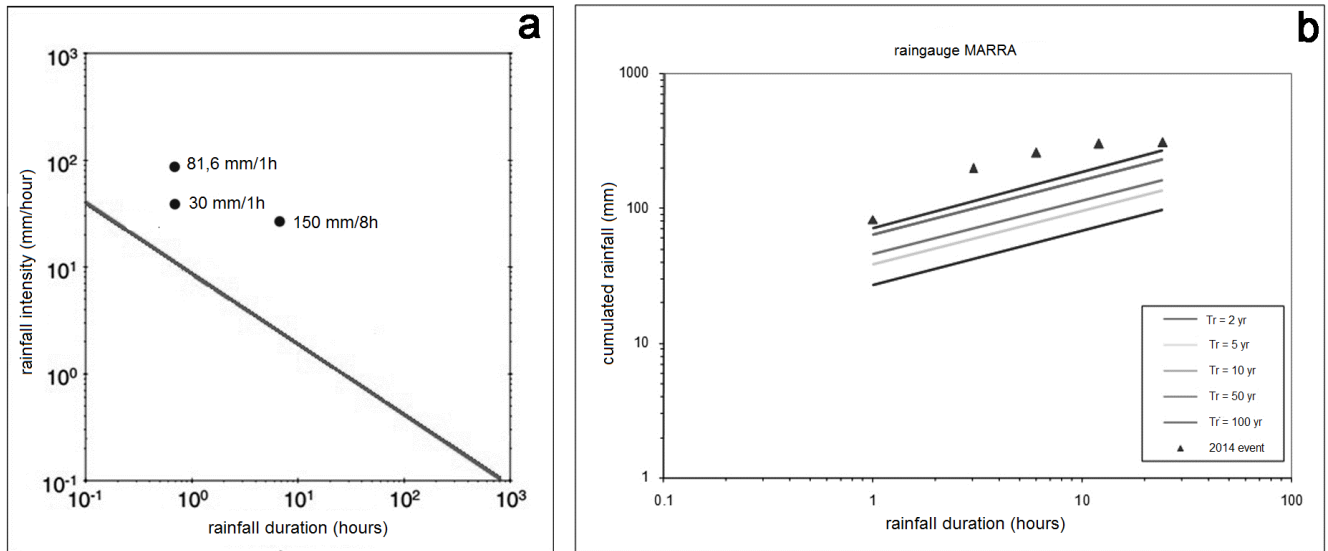 a
10³
10²
10¹
10⁰
10⁻¹
10⁻¹
10⁰
10¹
10²
10³
rainfall intensity (mm/hour)
81,6 mm/1h
30 mm/1h
150 mm/8h
rainfall duration (hours)
b
raingauge MARRA
1000
100
10
1
0.1
1
10
100
cumulated rainfall (mm)
rainfall duration (hours)
Tr = 2 yr
Tr = 5 yr
Tr = 10 yr
Tr = 50 yr
Tr = 100 yr
2014 event